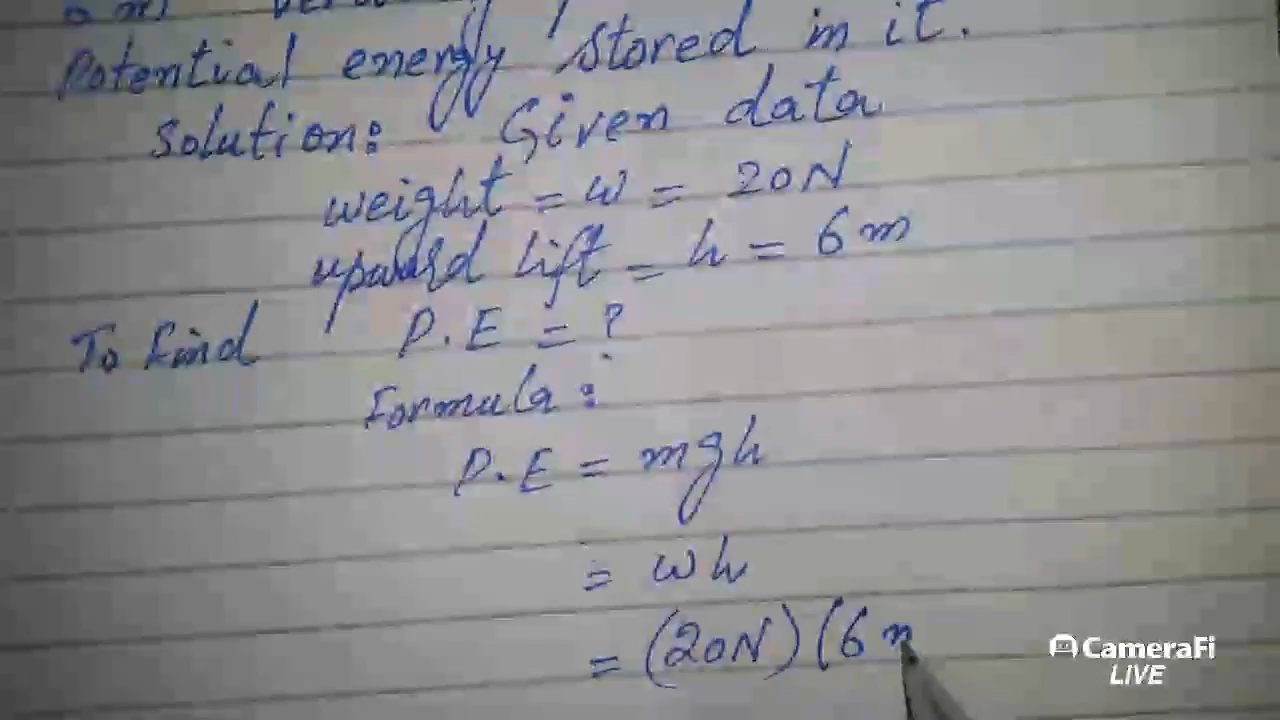 Potential energy stored in it.
Solution: Given data
weight = w = 20N
upward lift = h = 6m
To Find P.E = ?
Formula:
P.E = mgh
= wh
= (20N) (6m
CameraFi
LIVE